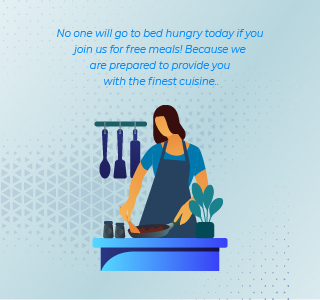 No one will go to bed hungry today if you
join us for free meals! Because we
are prepared to provide you
with the finest cuisine..